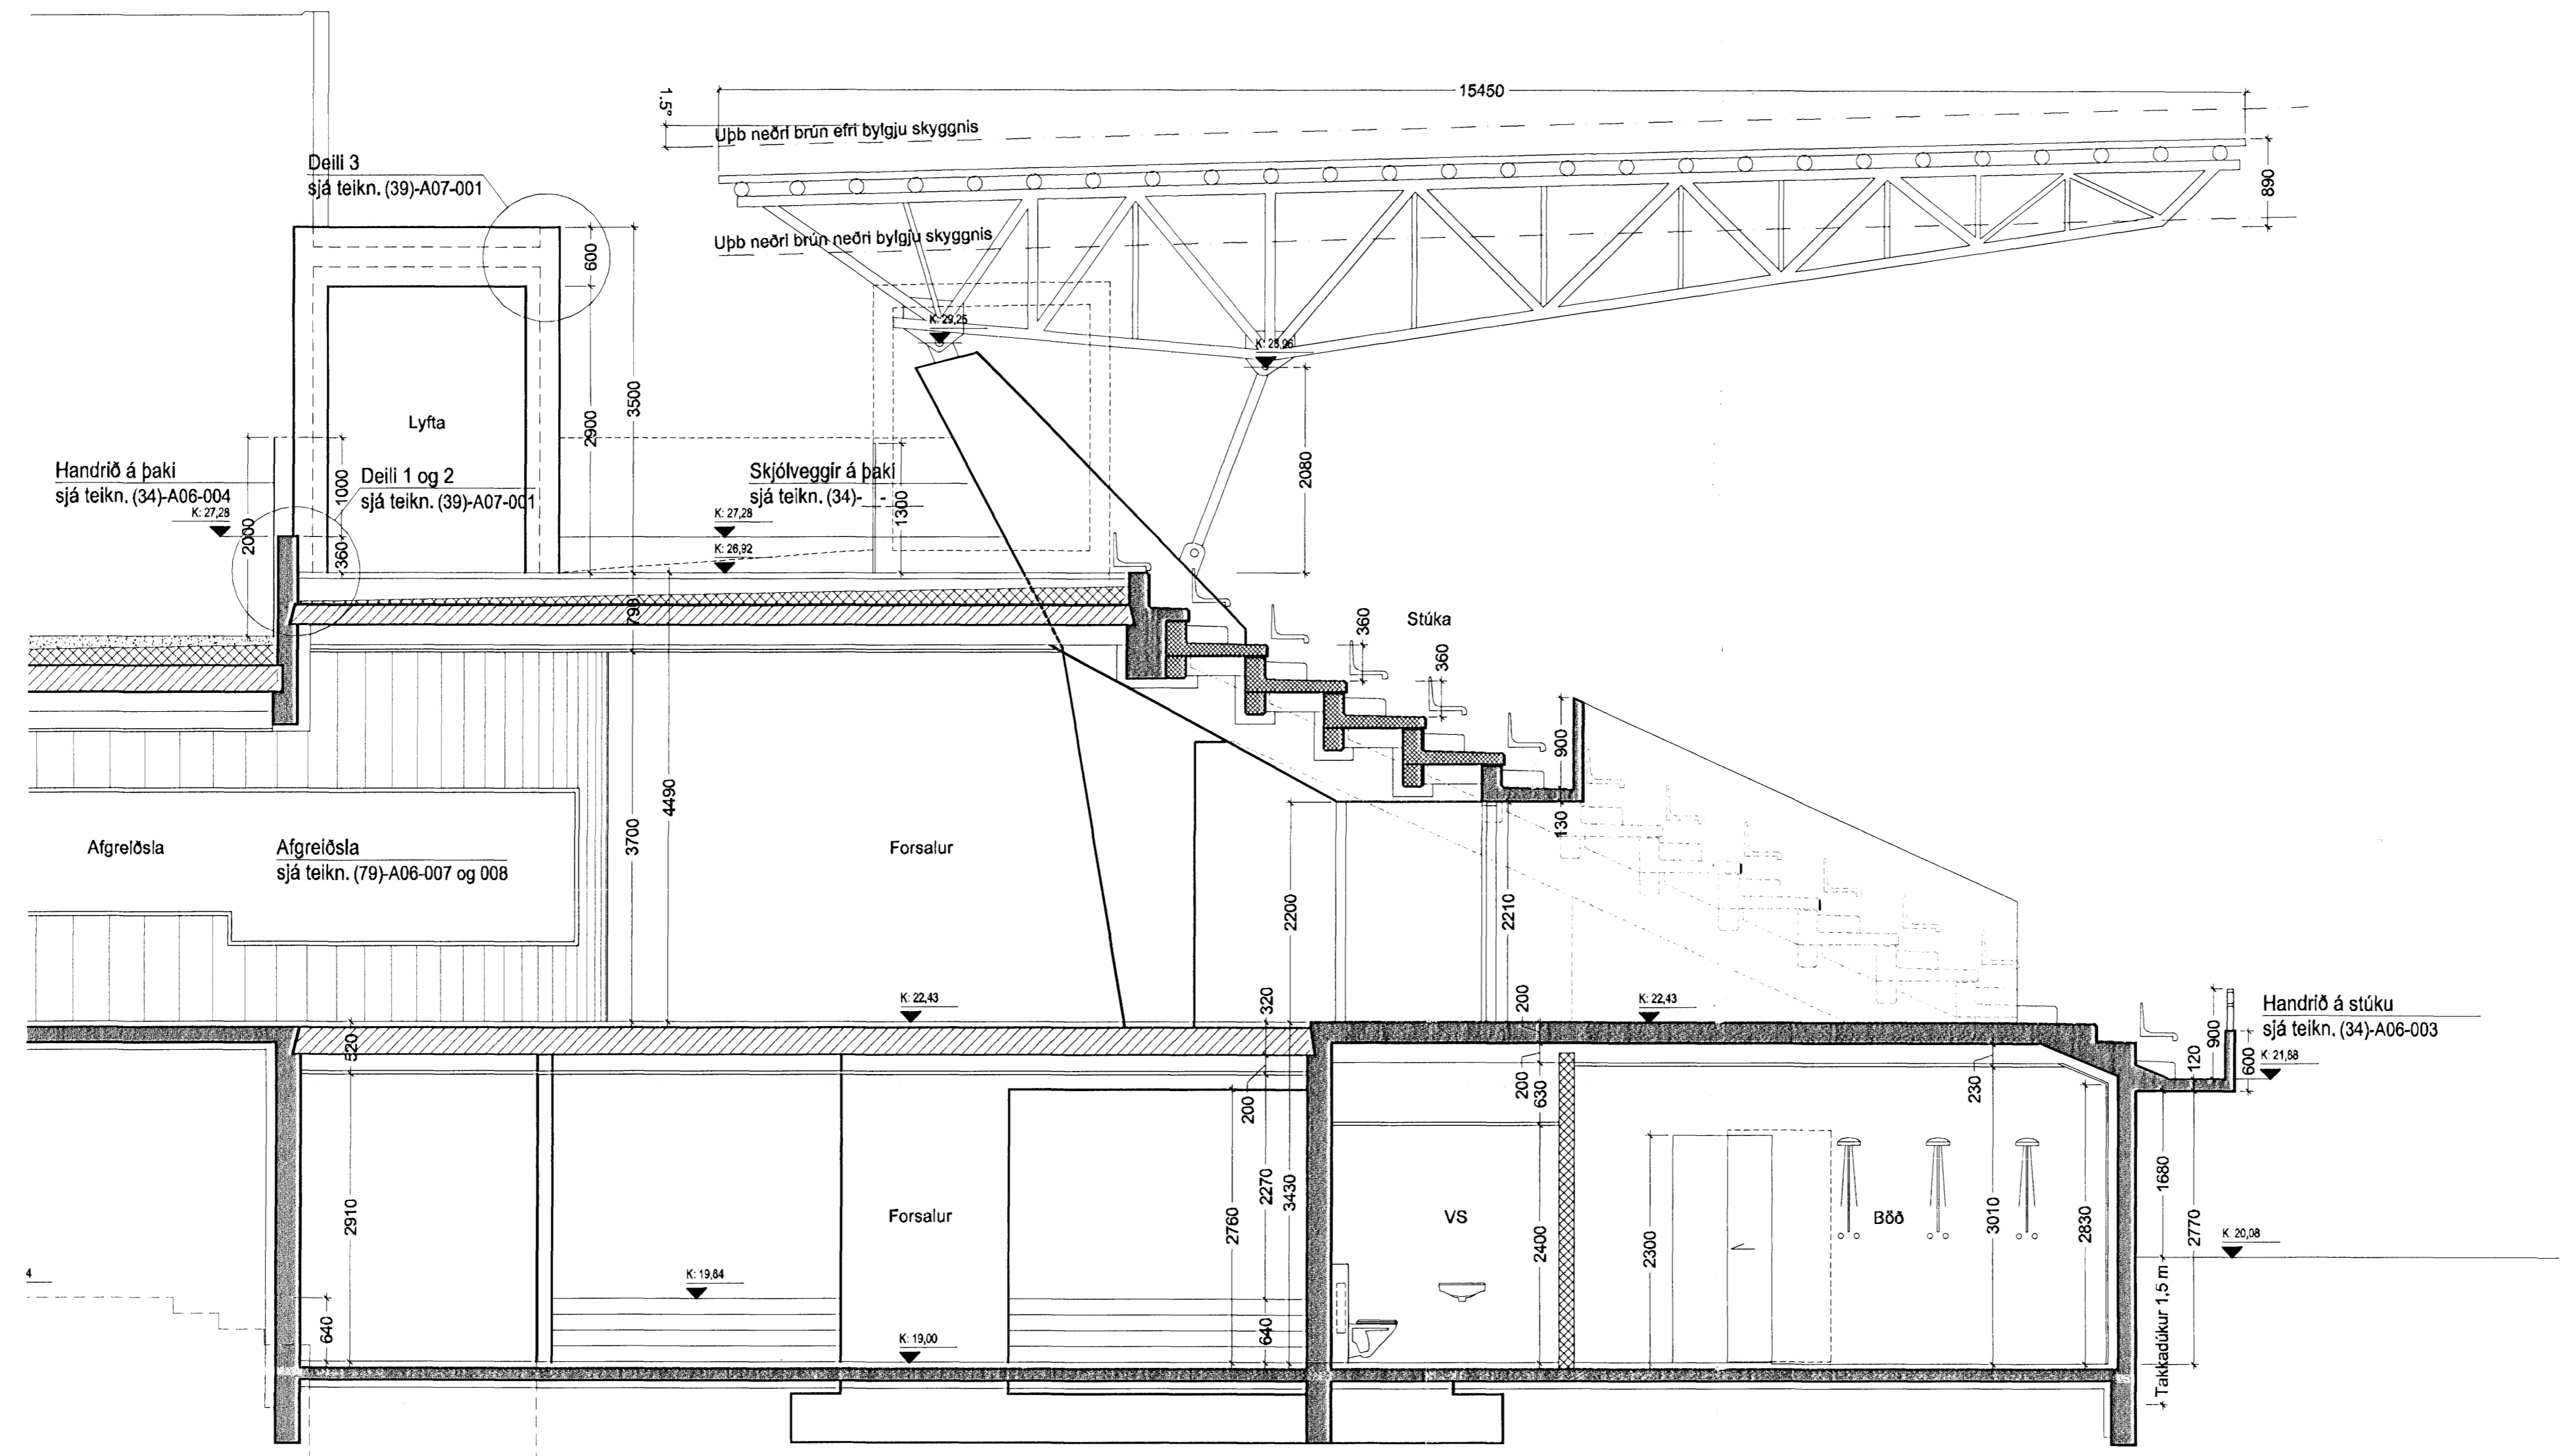 15450
1.5°
Upb neðri brún efri bylgju skyggnis
890
Deili 3
sjá teikn. (39)-A07-001
Upb neðri brún neðri bylgju skyggnis
600
K: 29,25
K: 28,96
3500
2900
Lyfta
2080
Handrið á þaki
sjá teikn. (34)-A06-004
K: 27,28
2000
1000
360
Deili 1 og 2
sjá teikn. (39)-A07-001
Skjólveggir á þaki
sjá teikn. (34)-
1300
K: 27,28
K: 26,92
790
360
Stúka
360
900
130
4490
3700
Afgreiðsla
Afgreiðsla
sjá teikn. (79)-A06-007 og 008
Forsalur
2200
2210
K: 22,43
320
200
K: 22,43
Handrið á stúku
sjá teikn. (34)-A06-003
K: 21,88
900
600
120
520
200
200
630
230
2910
2270
3430
2760
2400
2300
3010
2830
1680
2770
Forsalur
VS
Böð
K: 20,08
4
K: 19,64
640
K: 19,00
640
Takkadúkur 1,5 m